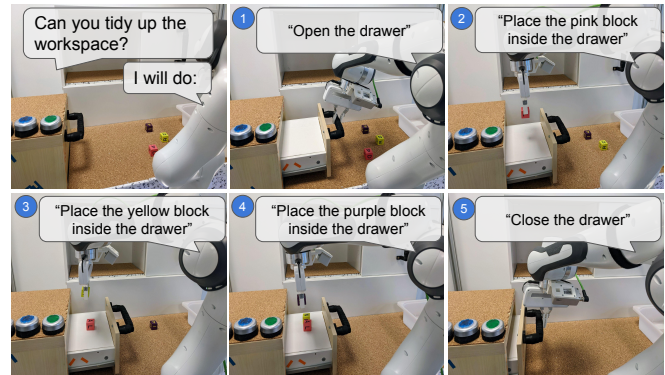 Can you tidy up the
workspace?
I will do:
1
“Open the drawer”
2
“Place the pink block
inside the drawer”
3
“Place the yellow block
inside the drawer”
4
“Place the purple block
inside the drawer”
5
“Close the drawer”